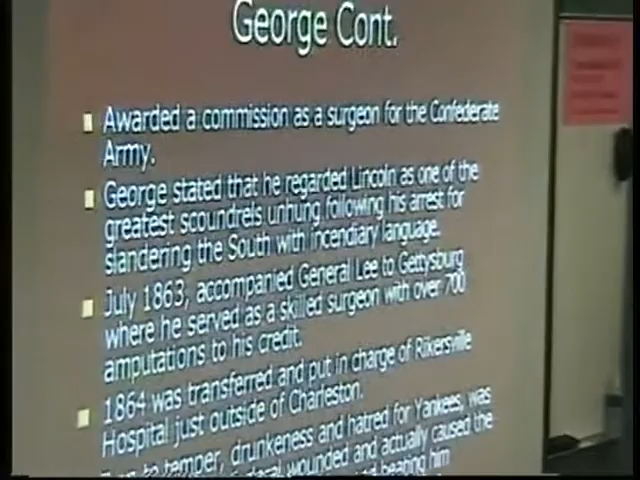 George Cont.
Awarded a commission as a surgeon for the Confederate
Army.
George stated that he regarded Lincoln as one of the
greatest scoundrels unhung following his arrest for
slandering the South with incendiary language.
July 1863, accompanied General Lee to Gettysburg
where he served as a skilled surgeon with over 700
amputations to his credit.
1864 was transferred and put in charge of Rikersville
Hospital just outside of Charleston.
to temper, drunkeness and hatred for Yankees, was
wounded and actually caused the
him